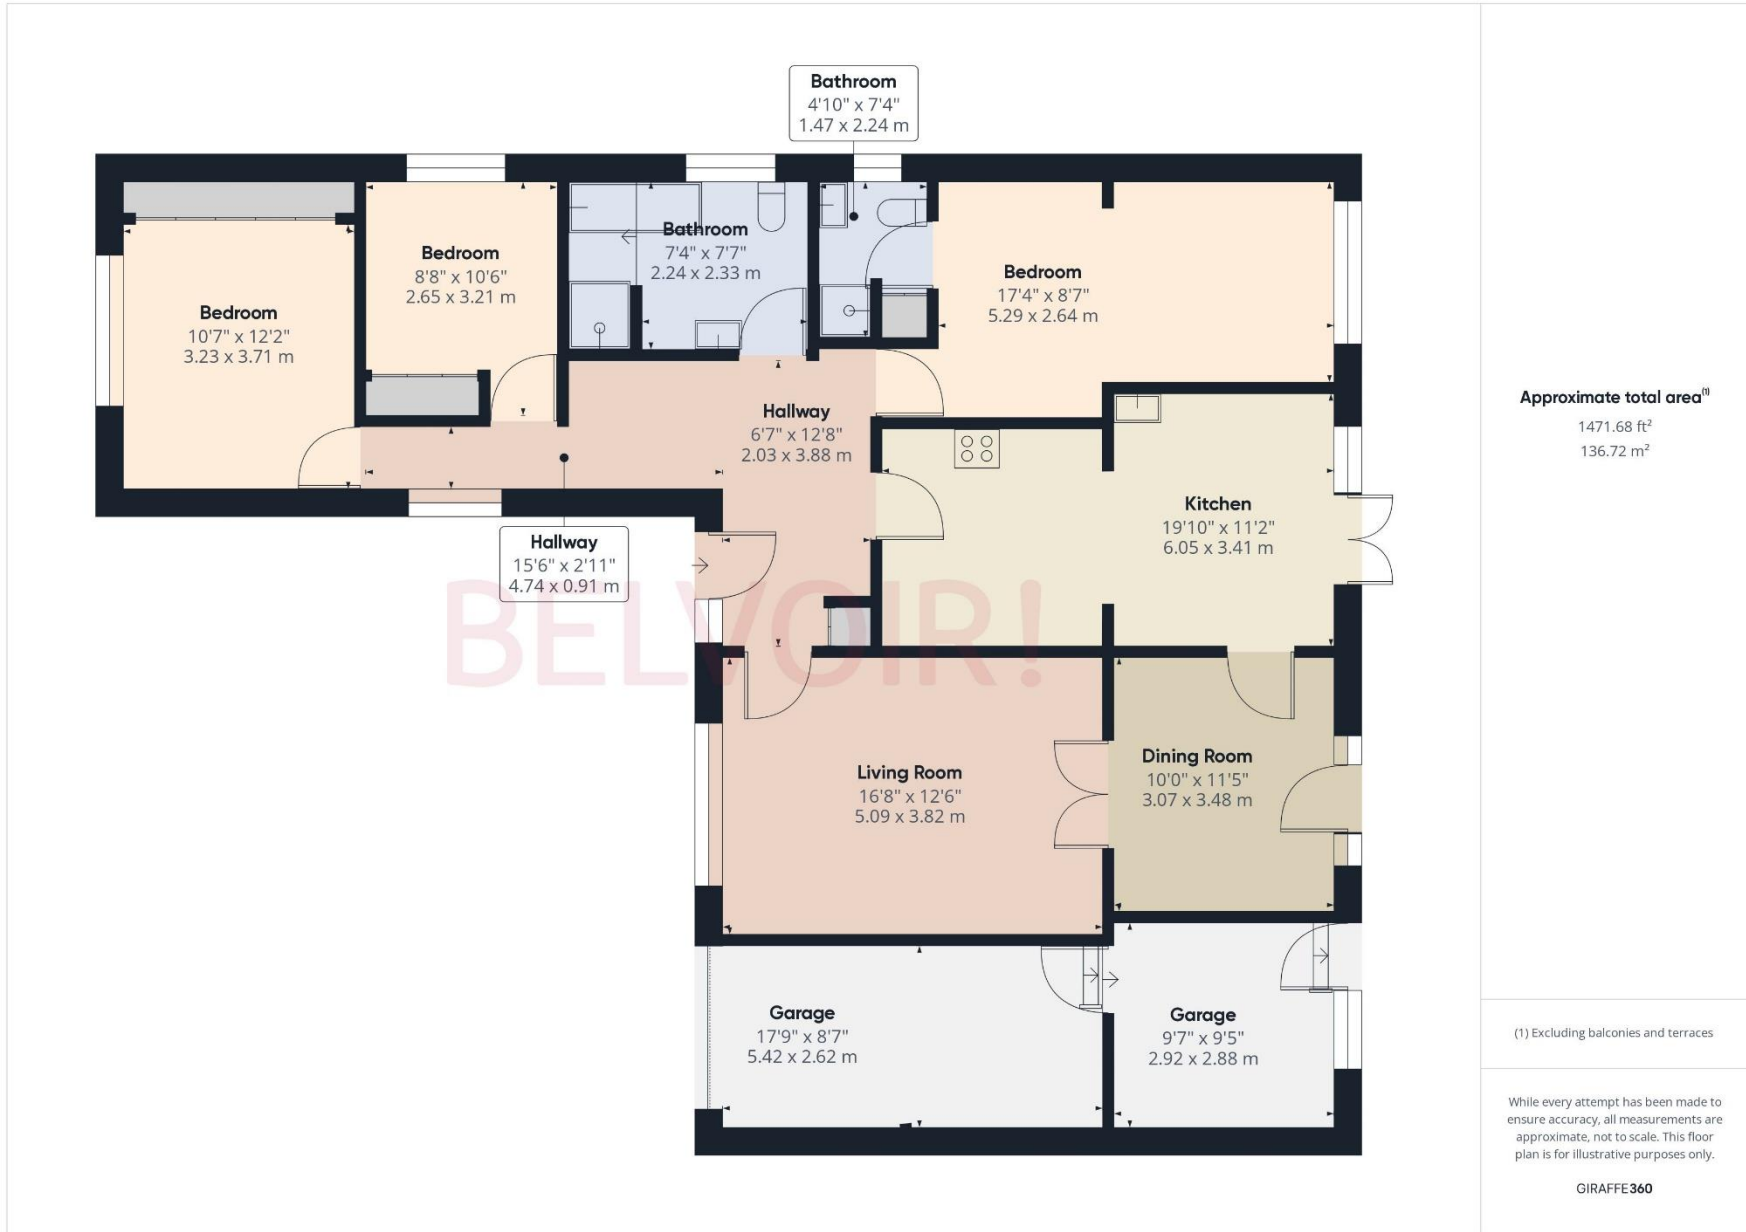 Bathroom
4'10" x 7'4"
1.47 x 2.24 m
Bedroom
10'7" x 12'2"
3.23 x 3.71 m
Bedroom
8'8" x 10'6"
2.65 x 3.21 m
Bathroom
7'4" x 7'7"
2.24 x 2.33 m
Bedroom
17'4" x 8'7"
5.29 x 2.64 m
Hallway
6'7" x 12'8"
2.03 x 3.88 m
Hallway
15'6" x 2'11"
4.74 x 0.91 m
Kitchen
19'10" x 11'2"
6.05 x 3.41 m
BELVOIR!
Living Room
16'8" x 12'6"
5.09 x 3.82 m
Dining Room
10'0" x 11'5"
3.07 x 3.48 m
Garage
17'9" x 8'7"
5.42 x 2.62 m
Garage
9'7" x 9'5"
2.92 x 2.88 m
Approximate total area⁽¹⁾
1471.68 ft²
136.72 m²
(1) Excluding balconies and terraces
While every attempt has been made to
ensure accuracy, all measurements are
approximate, not to scale. This floor
plan is for illustrative purposes only.
GIRAFFE360